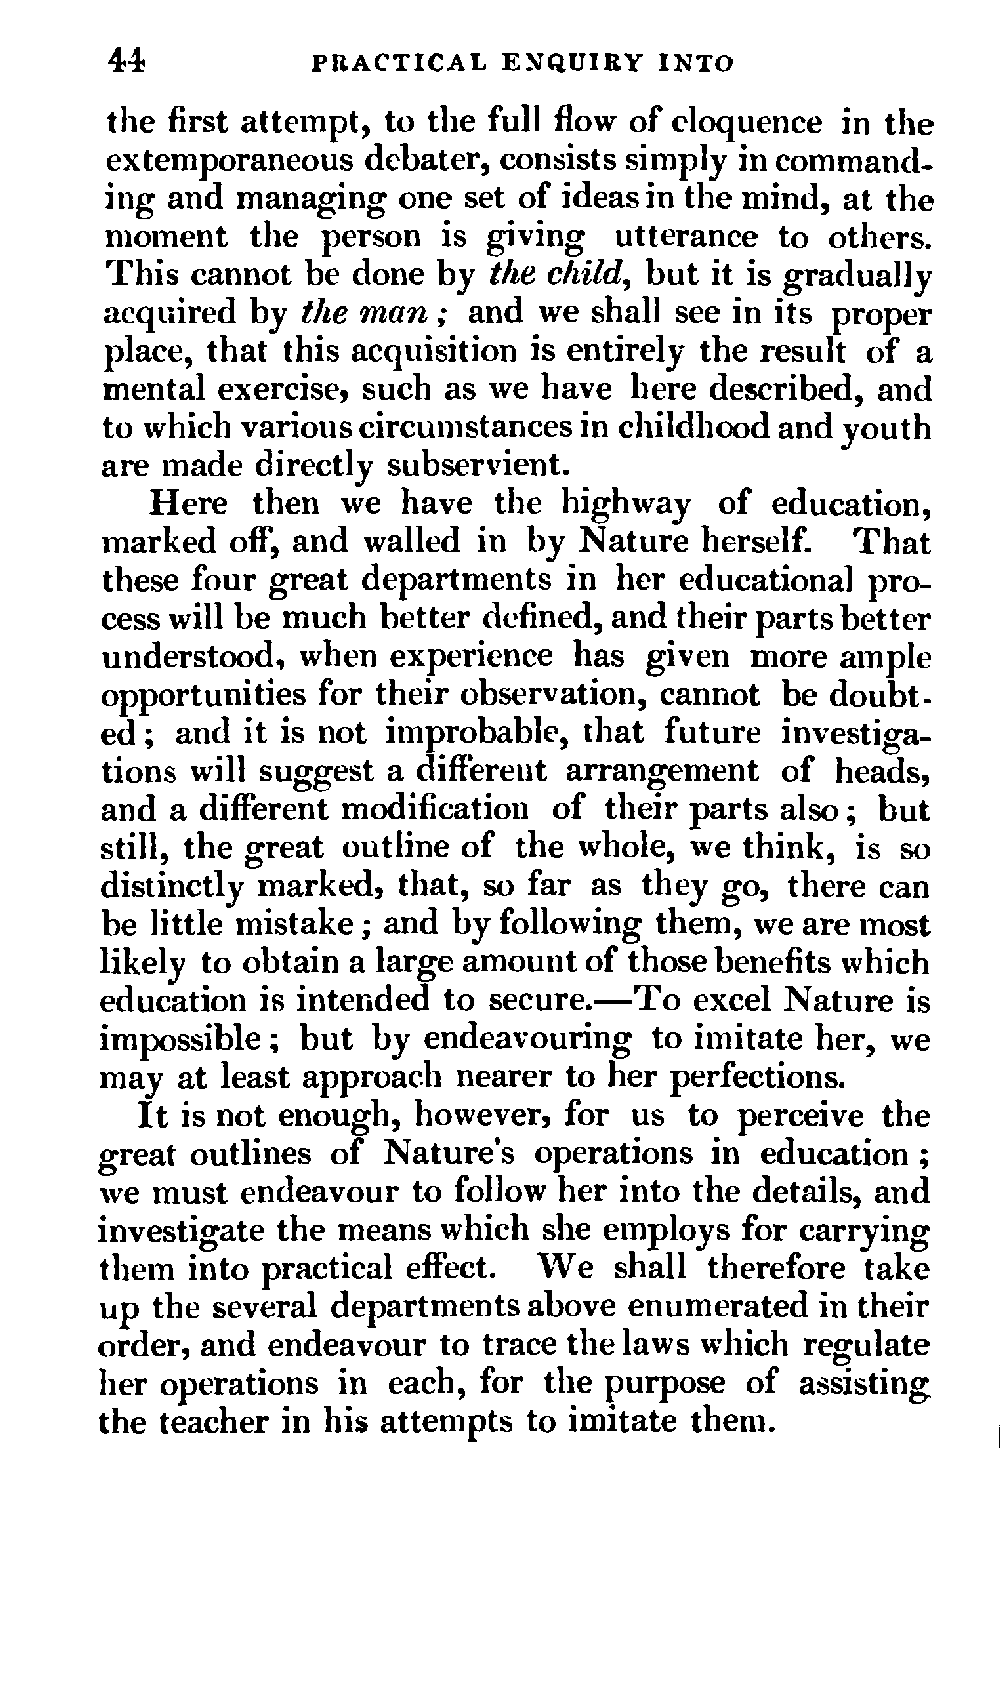 44 PRACTICAL ENQUIRY INTO
the first attempt, to the full flow of eloquence in the
extemporaneous debater, consists simply in command-
ing and managing one set of ideas in the mind, at the
moment the person is giving utterance to others.
This cannot be done by the child, but it is gradually
acquired by the man ; and we shall see in its proper
place, that this acquisition is entirely the result of a
mental exercise, such as we have here described, and
to which various circumstances in childhood and youth
are made directly subservient.
Here then we have the highway of education,
marked off, and walled in by Nature herself. That
these four great departments in her educational pro-
cess will be much better defined, and their parts better
understood, when experience has given more ample
opportunities for their observation, cannot be doubt-
ed ; and it is not improbable, that future investiga-
tions will suggest a different arrangement of heads,
and a different modification of their parts also ; but
still, the great outline of the whole, we think, is so
distinctly marked, that, so far as they go, there can
be little mistake ; and by following them, we are most
likely to obtain a large amount of those benefits which
education is intended to secure.—To excel Nature is
impossible ; but by endeavouring to imitate her, we
may at least approach nearer to her perfections.
It is not enough, however, for us to perceive the
great outlines of Nature's operations in education ;
we must endeavour to follow her into the details, and
investigate the means which she employs for carrying
them into practical effect. We shall therefore take
up the several departments above enumerated in their
order, and endeavour to trace the laws which regulate
her operations in each, for the purpose of assisting
the teacher in his attempts to imitate them.